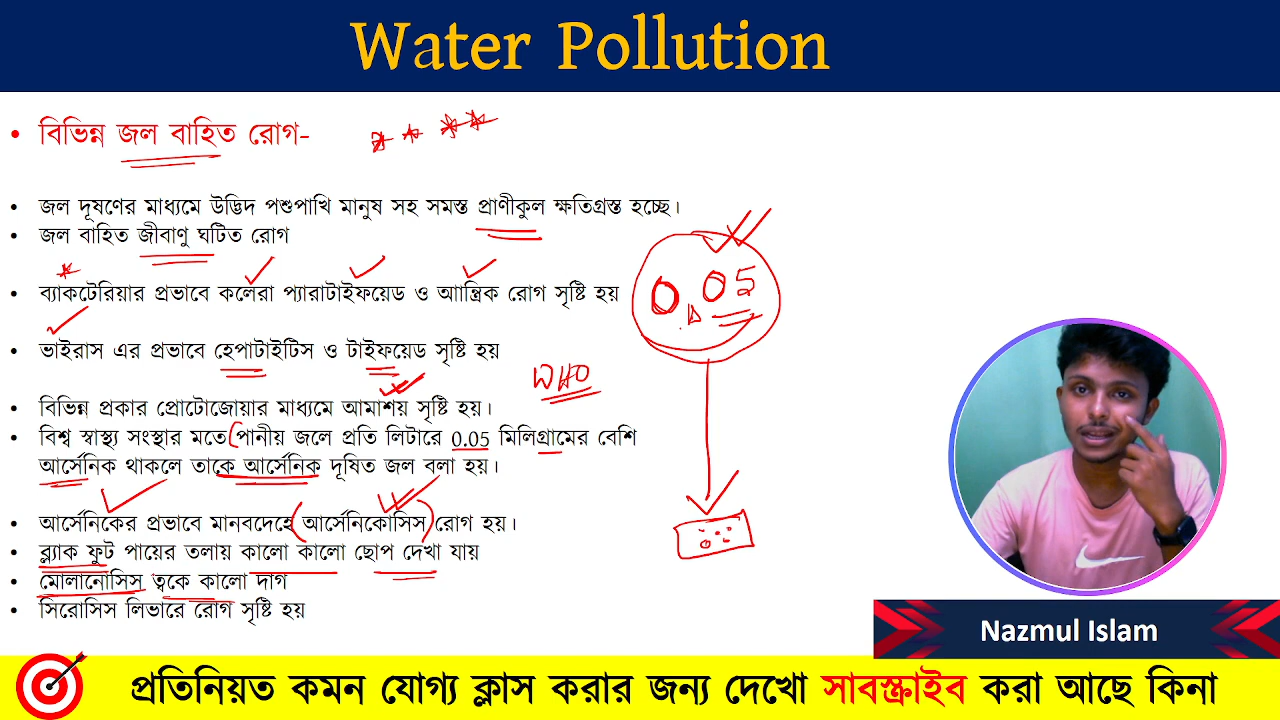 Water Pollution
• বিভিন্ন জল বাহিত রোগ-
• জল দূষণের মাধ্যমে উদ্ভিদ পশুপাখি মানুষ সহ সমস্ত প্রাণীকুল ক্ষতিগ্রস্ত হচ্ছে।
• জল বাহিত জীবাণু ঘটিত রোগ
• ব্যাকটেরিয়ার প্রভাবে কলেরা প্যারাটাইফয়েড ও আান্ত্রিক রোগ সৃষ্টি হয়
0.05
• ভাইরাস এর প্রভাবে হেপাটাইটিস ও টাইফয়েড সৃষ্টি হয়
WHO
• বিভিন্ন প্রকার প্রোটোজোয়ার মাধ্যমে আমাশয় সৃষ্টি হয়।
• বিশ্ব স্বাস্থ্য সংস্থার মতে পানীয় জলে প্রতি লিটারে 0.05 মিলিগ্রামের বেশি
আর্সেনিক থাকলে তাকে আর্সেনিক দূষিত জল বলা হয়।
• আর্সেনিকের প্রভাবে মানবদেহে আর্সেনিকোসিস রোগ হয়।
• ব্ল্যাক ফুট পায়ের তলায় কালো কালো ছোপ দেখা যায়
• মোলানোসিস ত্বকে কালো দাগ
• সিরোসিস লিভারে রোগ সৃষ্টি হয়
Nazmul Islam
প্রতিনিয়ত কমন যোগ্য ক্লাস করার জন্য দেখো সাবস্ক্রাইব করা আছে কিনা